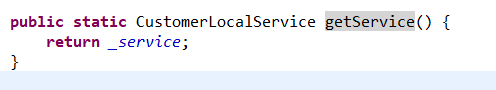 public static CustomerLocalService getService() {
    return _service;
}